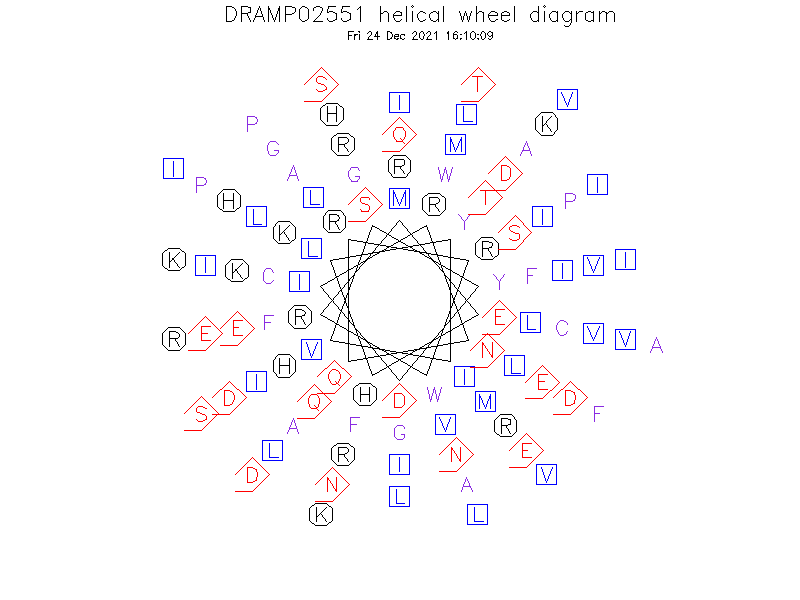 DRAMP02551 helical wheel diagram
Fri 24 Dec 2021 16:10:09
S T
I V
H L
P K
Q
R M
G A
R I
A G W D
P I
L M T
H P
S R
L I
R Y
K S
L R
K I
I V
K I
C F
I Y
R E
F L
E C
E V
R V
A
V N
H L
Q I
I E
H W
D D
Q D M
S F
A F V R
G
L E
R N
I
D V
N A
L
K L